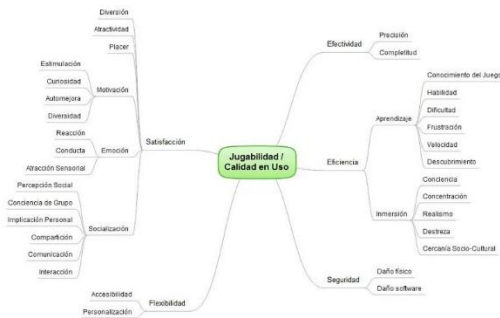 Jugabilidad /
Calidad en Uso
Satisfacción
Diversión
Atractividad
Placer
Motivación
Estimulación
Curiosidad
Automejora
Diversidad
Emoción
Reacción
Conducta
Atracción Sensorial
Socialización
Percepción Social
Conciencia de Grupo
Implicación Personal
Compartición
Comunicación
Interacción
Flexibilidad
Accesibilidad
Personalización
Efectividad
Precisión
Completitud
Eficiencia
Aprendizaje
Conocimiento del Juego
Habilidad
Dificultad
Frustración
Velocidad
Descubrimiento
Inmersión
Conciencia
Concentración
Realismo
Destreza
Cercanía Socio-Cultural
Seguridad
Daño físico
Daño software